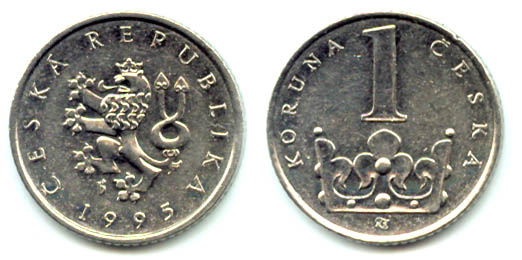 ČESKÁ REPUBLIKA
1995
1
KORUNA ČESKÁ